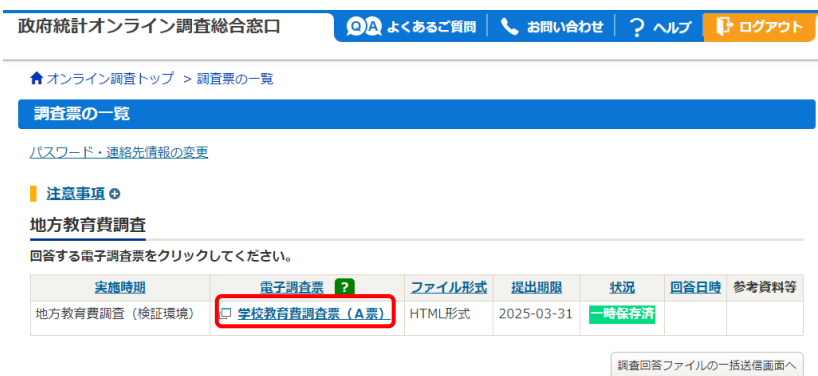 政府統計オンライン調査総合窓口 QA よくあるご質問 お問い合わせ ? ヘルプ ログアウト
オンライン調査トップ > 調査票の一覧
調査票の一覧
パスワード・連絡先情報の変更
注意事項
地方教育費調査
回答する電子調査票をクリックしてください。
実施時期 電子調査票 ? ファイル形式 提出期限 状況 回答日時 参考資料等
地方教育費調査（検証環境） 学校教育費調査票（A票） HTML形式 2025-03-31 一時保存済
調査回答ファイルの一括送信画面へ